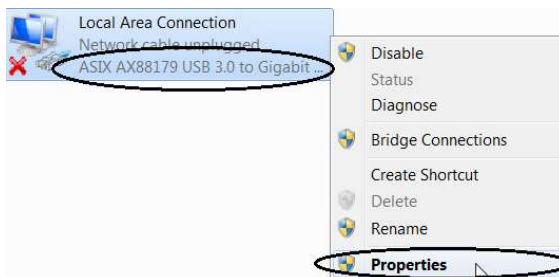 Local Area Connection
Network cable unplugged
ASIX AX88179 USB 3.0 to Gigabit ...
Disable
Status
Diagnose
Bridge Connections
Create Shortcut
Delete
Rename
Properties